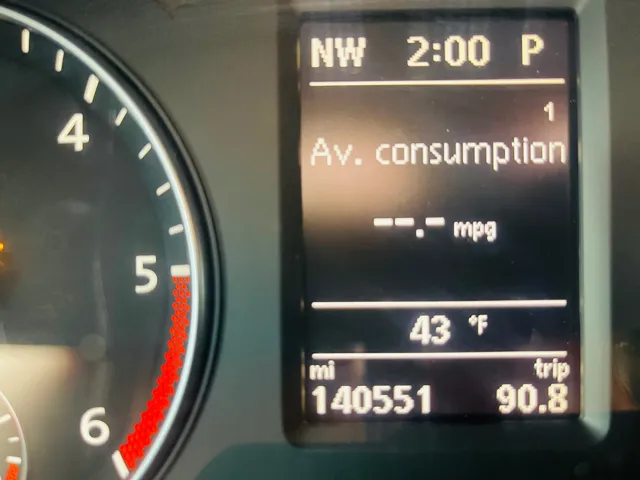 NW 2:00 P
1
Av. consumption
--.- mpg
43 °F
mi trip
140551 90.8
4
5
6